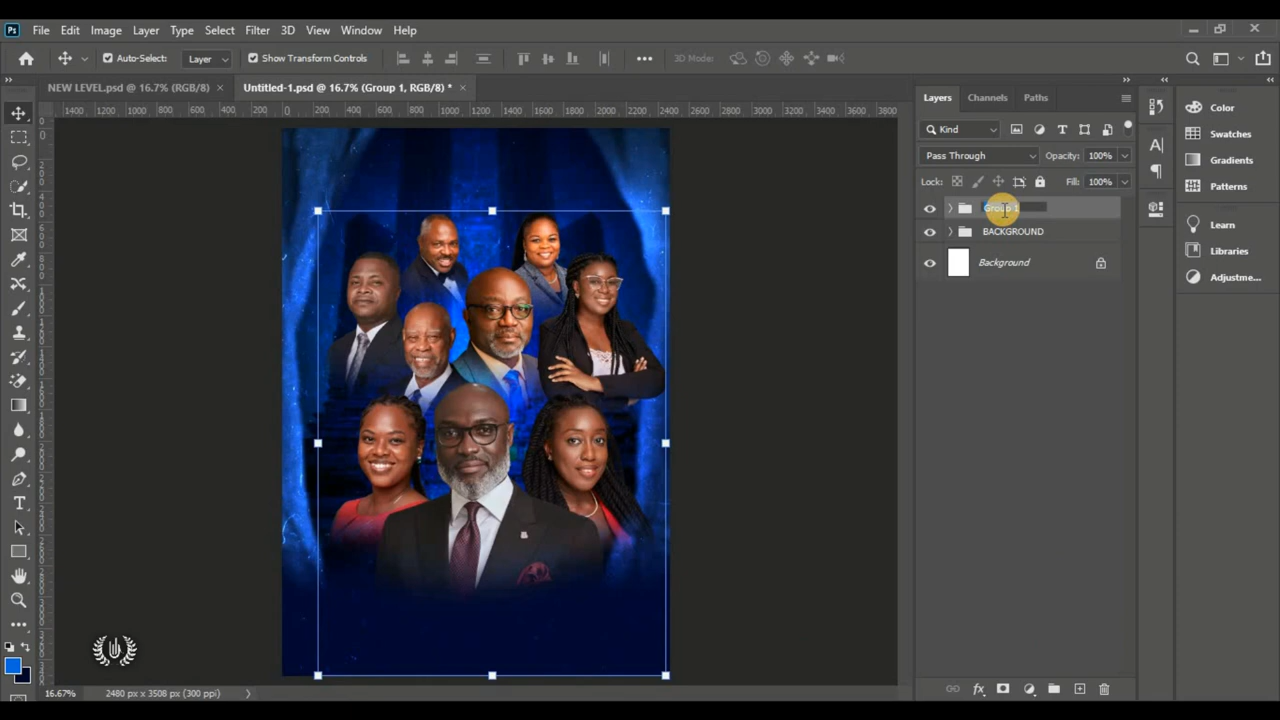 Ps File Edit Image Layer Type Select Filter 3D View Window Help
Auto-Select: Layer Show Transform Controls 3D Mode:
NEW LEVEL.psd @ 16.7% (RGB/8) × Untitled-1.psd @ 16.7% (Group 1, RGB/8) * ×
1400 1200 1000 800 600 400 200 0 200 400 600 800 1000 1200 1400 1600 1800 2000 2200 2400 2600 2800 3000 3200 3400 3600 3800
Layers Channels Paths
Color
Kind
Swatches
Pass Through Opacity: 100%
Gradients
Lock: Fill: 100%
Patterns
Group 1
Learn
BACKGROUND
Libraries
Background
Adjustme...
16.67% 2480 px x 3508 px (300 ppi)